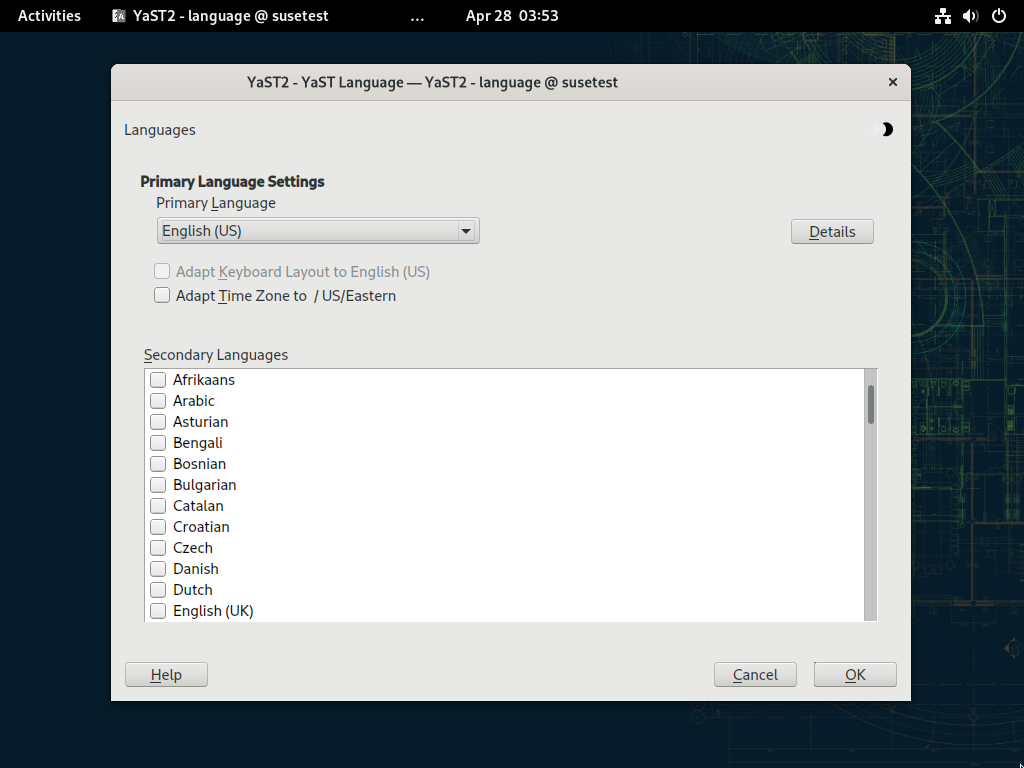 Activities YaST2 - language @ susetest ... Apr 28 03:53
YaST2 - YaST Language — YaST2 - language @ susetest ×
Languages
Primary Language Settings
Primary Language
English (US) Details
Adapt Keyboard Layout to English (US)
Adapt Time Zone to / US/Eastern
Secondary Languages
Afrikaans
Arabic
Asturian
Bengali
Bosnian
Bulgarian
Catalan
Croatian
Czech
Danish
Dutch
English (UK)
Help Cancel OK